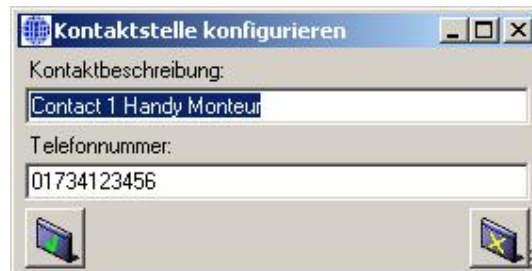 Kontaktstelle konfigurieren
Kontaktbeschreibung:
Contact 1 Handy Monteur
Telefonnummer:
01734123456